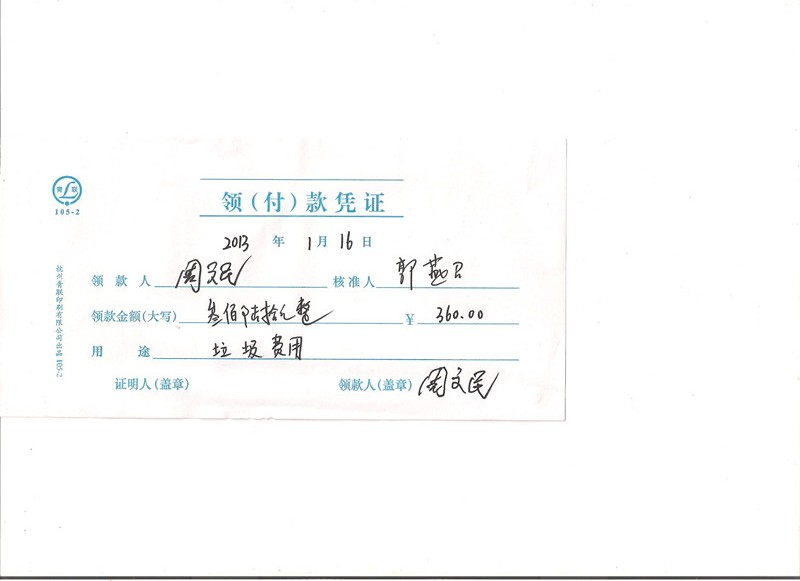 青联
105-2
领(付)款凭证
2013 年 1 月 16 日
领款人 周文民 核准人 郭燕
领款金额(大写) 叁佰陆拾元整 ¥ 360.00
用途 垃圾费用
证明人(盖章) 领款人(盖章) 周文民
杭州青联印刷有限公司出品 105-2